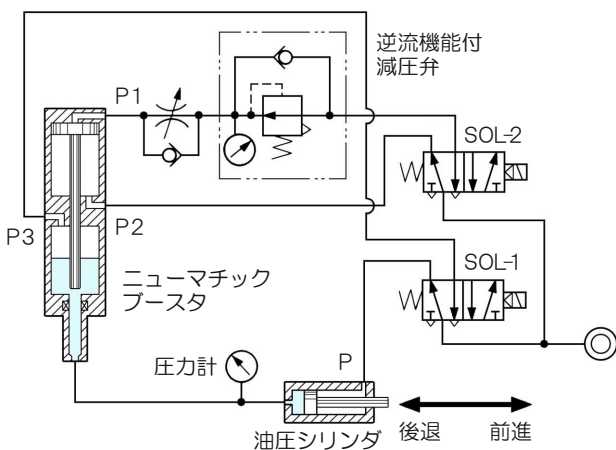 逆流機能付
減圧弁
P1
SOL-2
P3
P2
SOL-1
ニューマチック
ブースタ
圧力計
P
油圧シリンダ
後退
前進